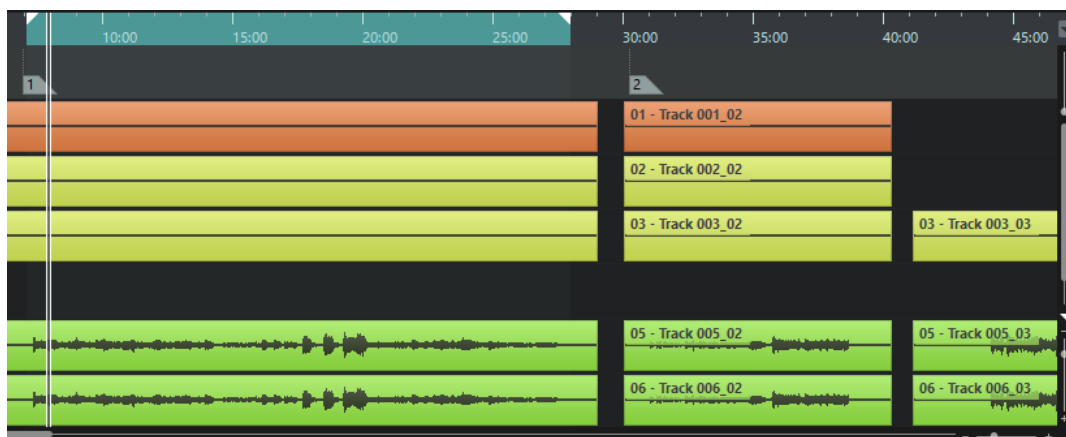 10:00 15:00 20:00 25:00 30:00 35:00 40:00 45:00
1 2
01 - Track 001_02
02 - Track 002_02
03 - Track 003_02 03 - Track 003_03
05 - Track 005_02 05 - Track 005_03
06 - Track 006_02 06 - Track 006_03